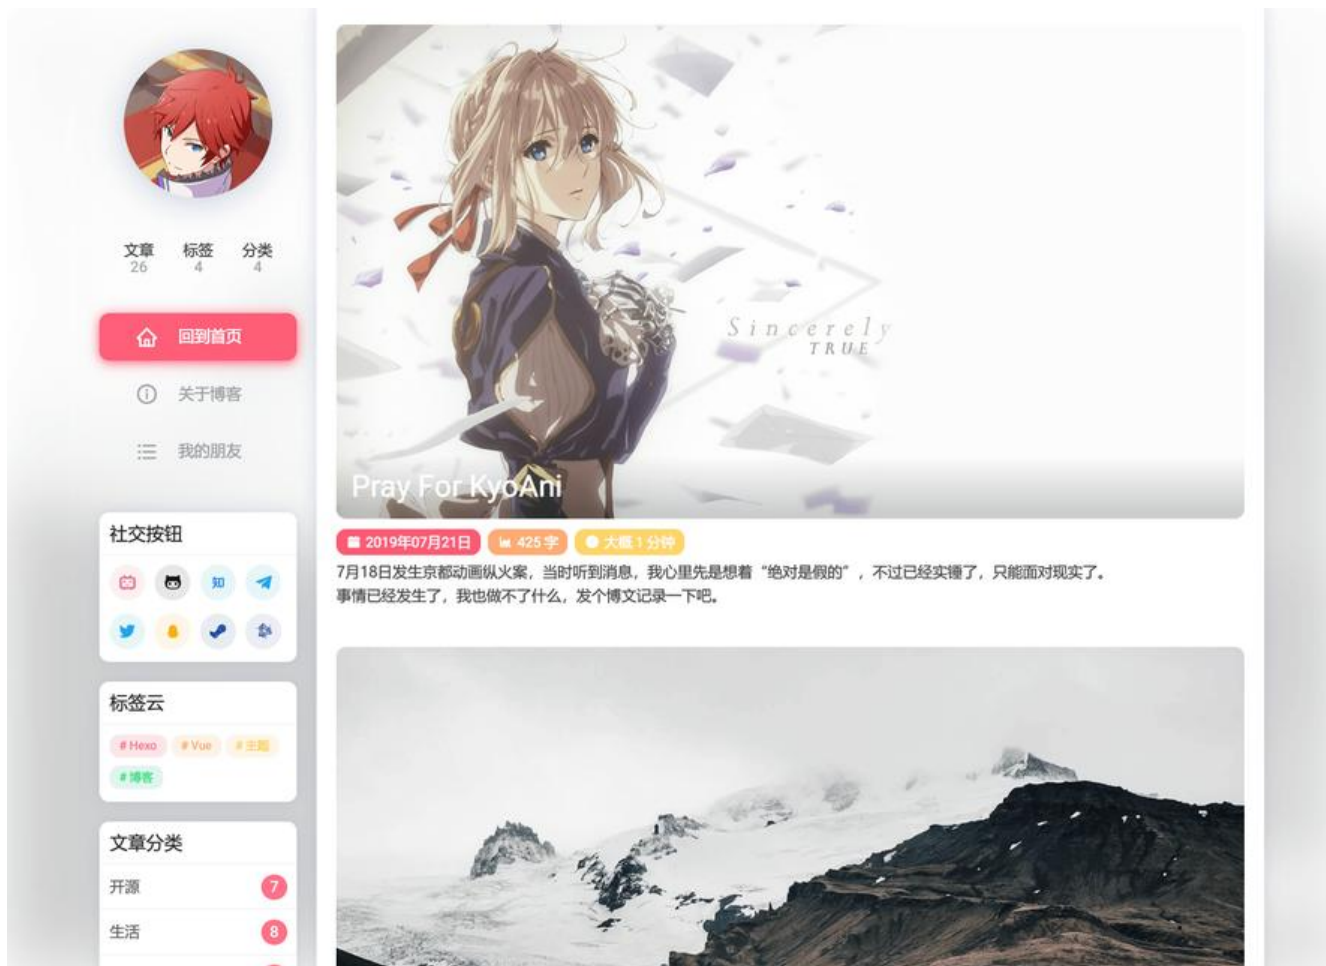 文章 标签 分类
26 4 4
回到首页
关于博客
我的朋友
社交按钮
知
标签云
# Hexo # Vue # 主题
# 博客
文章分类
开源 7
生活 8
Sincerely
TRUE
Pray For KyoAni
2019年07月21日 425 字 大概 1 分钟
7月18日发生京都动画纵火案，当时听到消息，我心里先是想着“绝对是假的”，不过已经实锤了，只能面对现实了。
事情已经发生了，我也做不了什么，发个博文记录一下吧。